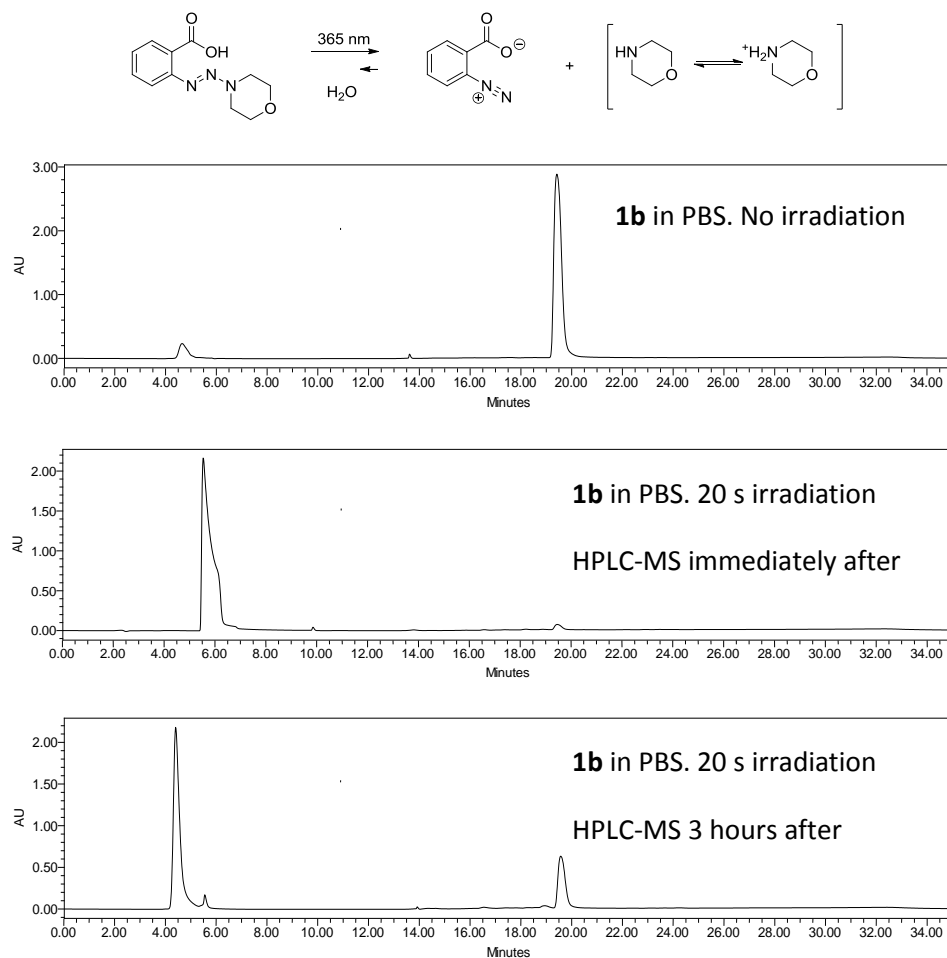 O
OH
N
N
N
O
365 nm
H2O
O
O
⊖
N
⊕
N
+
HN
O
+H2N
O
3.00
2.00
1.00
0.00
AU
1b in PBS. No irradiation
0.00 2.00 4.00 6.00 8.00 10.00 12.00 14.00 16.00 18.00 20.00 22.00 24.00 26.00 28.00 30.00 32.00 34.00
Minutes
2.00
1.50
1.00
0.50
0.00
AU
1b in PBS. 20 s irradiation
HPLC-MS immediately after
0.00 2.00 4.00 6.00 8.00 10.00 12.00 14.00 16.00 18.00 20.00 22.00 24.00 26.00 28.00 30.00 32.00 34.00
Minutes
2.00
1.50
1.00
0.50
0.00
AU
1b in PBS. 20 s irradiation
HPLC-MS 3 hours after
0.00 2.00 4.00 6.00 8.00 10.00 12.00 14.00 16.00 18.00 20.00 22.00 24.00 26.00 28.00 30.00 32.00 34.00
Minutes